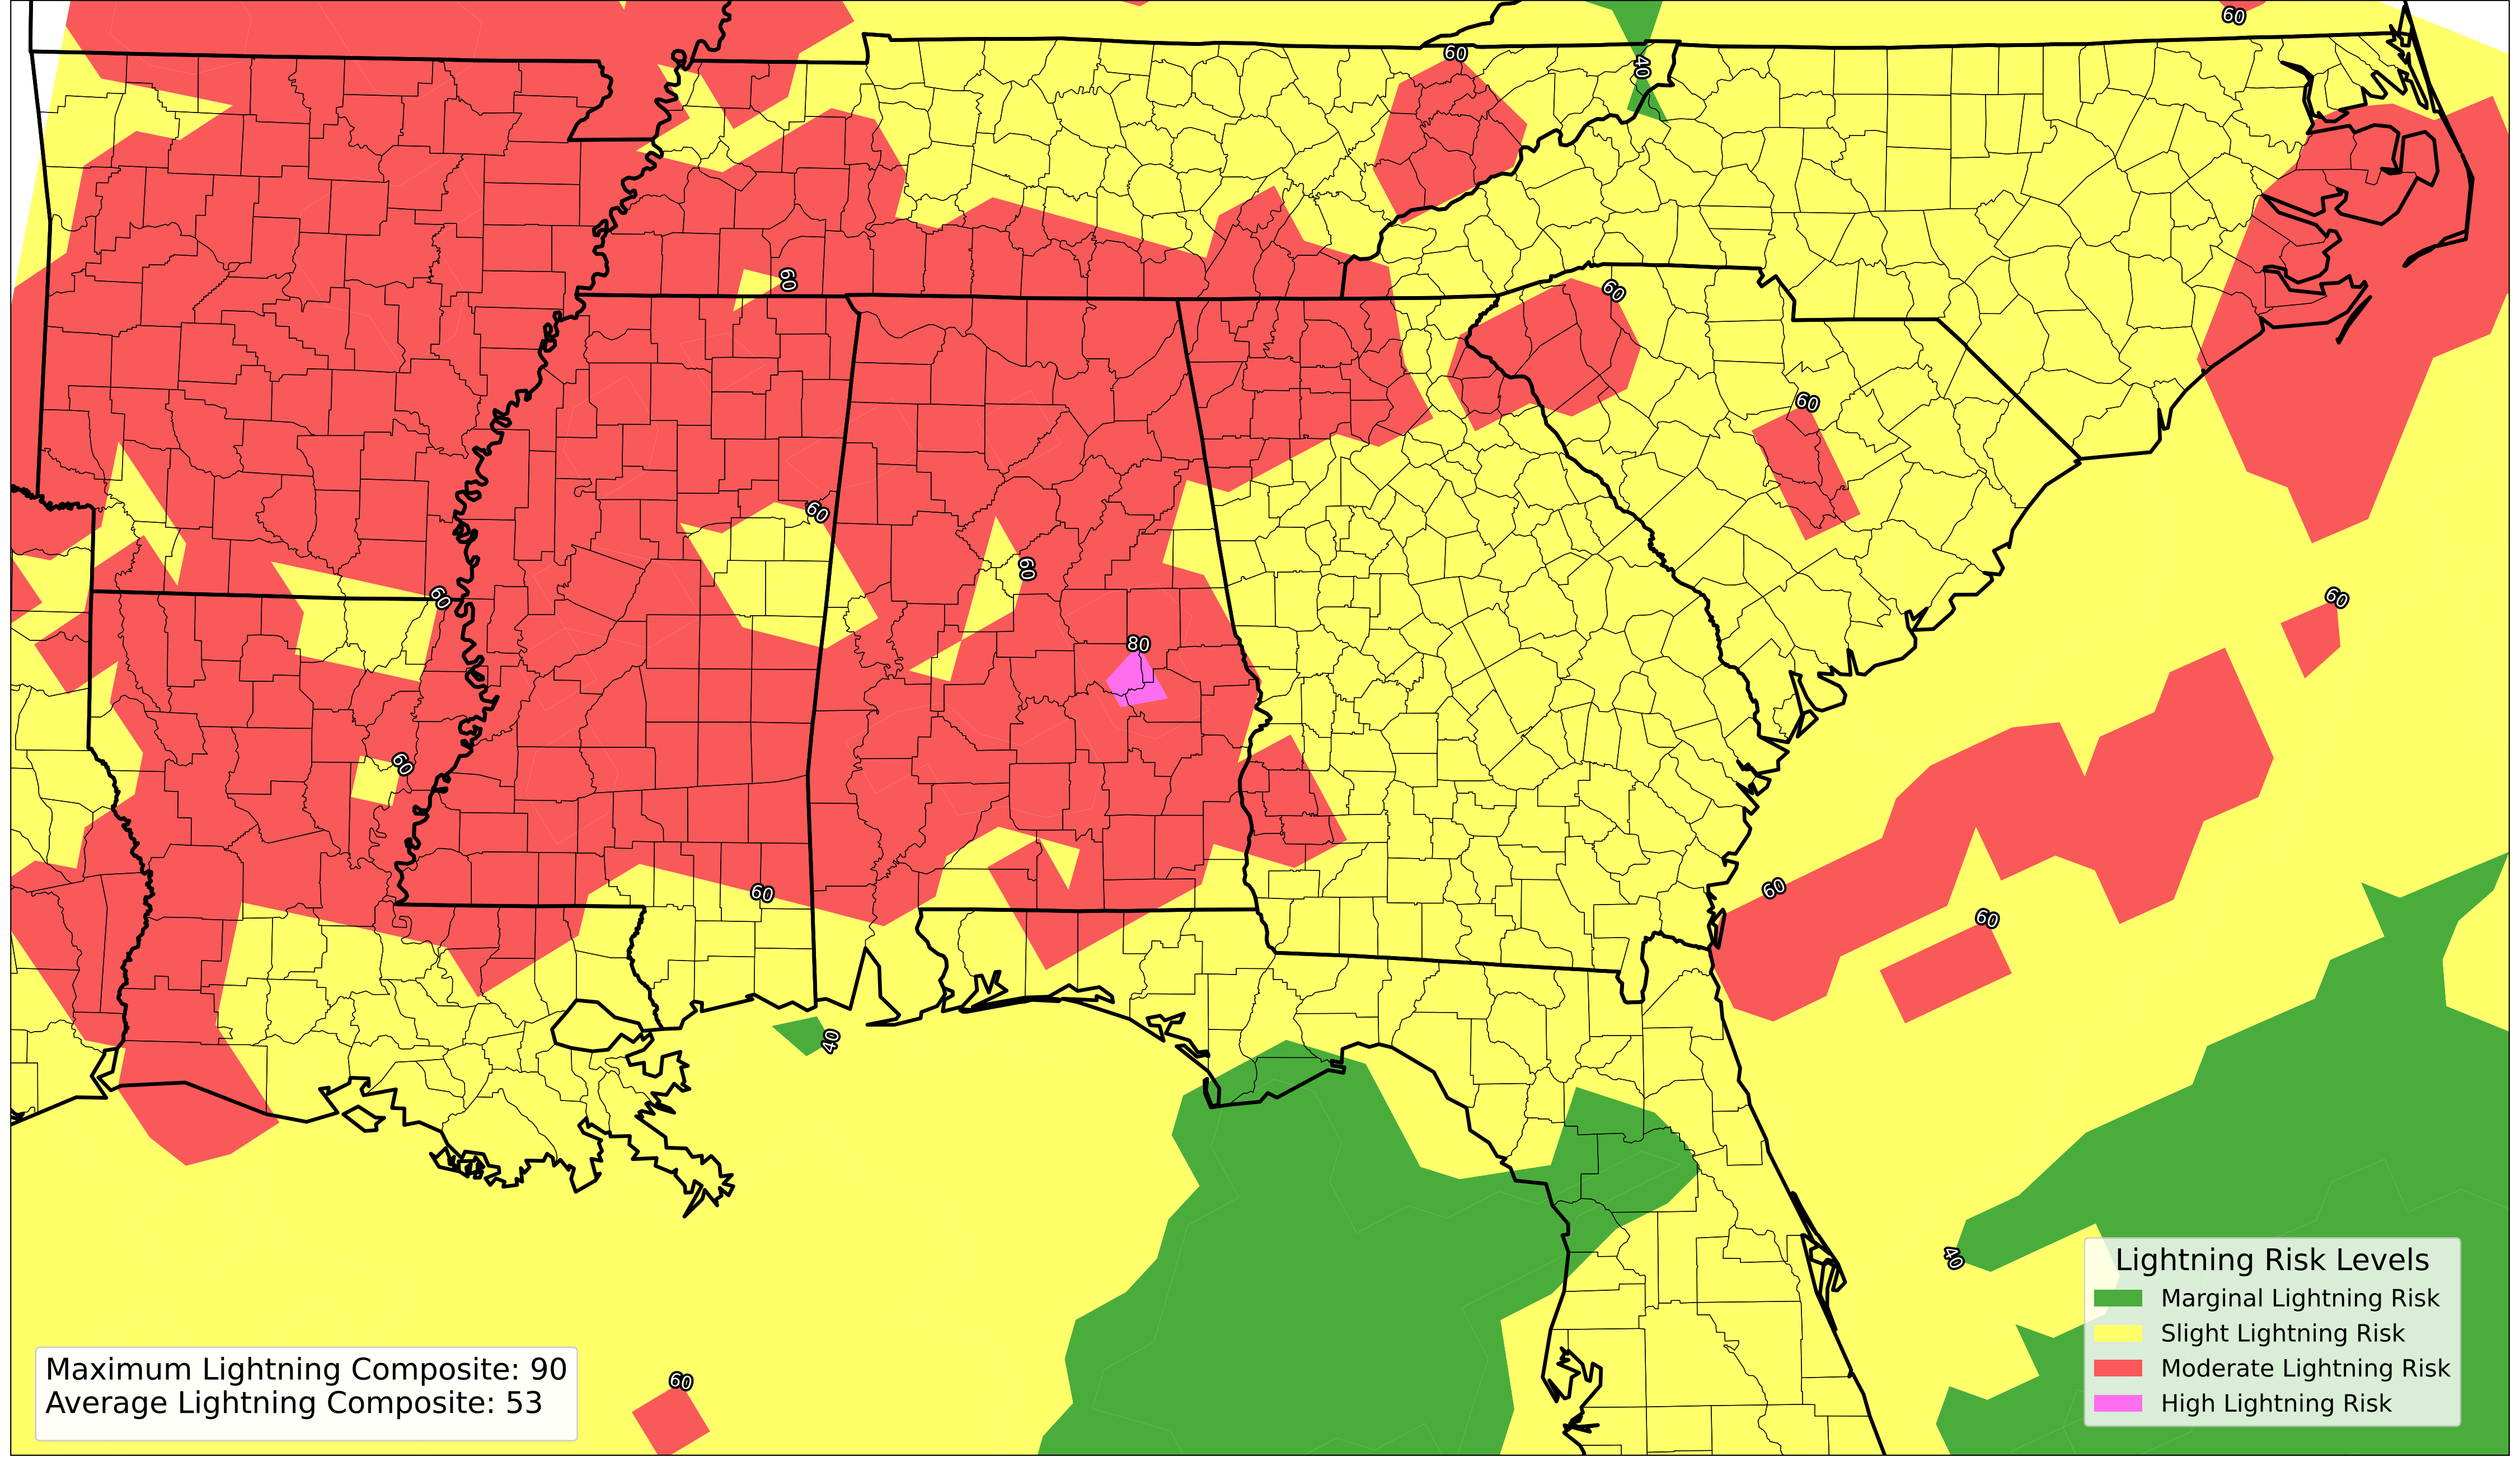 60
60
40
60
60
60
60
60
60
60
80
60
60
60
60
40
40
60
Lightning Risk Levels
Marginal Lightning Risk
Slight Lightning Risk
Moderate Lightning Risk
High Lightning Risk
Maximum Lightning Composite: 90
Average Lightning Composite: 53